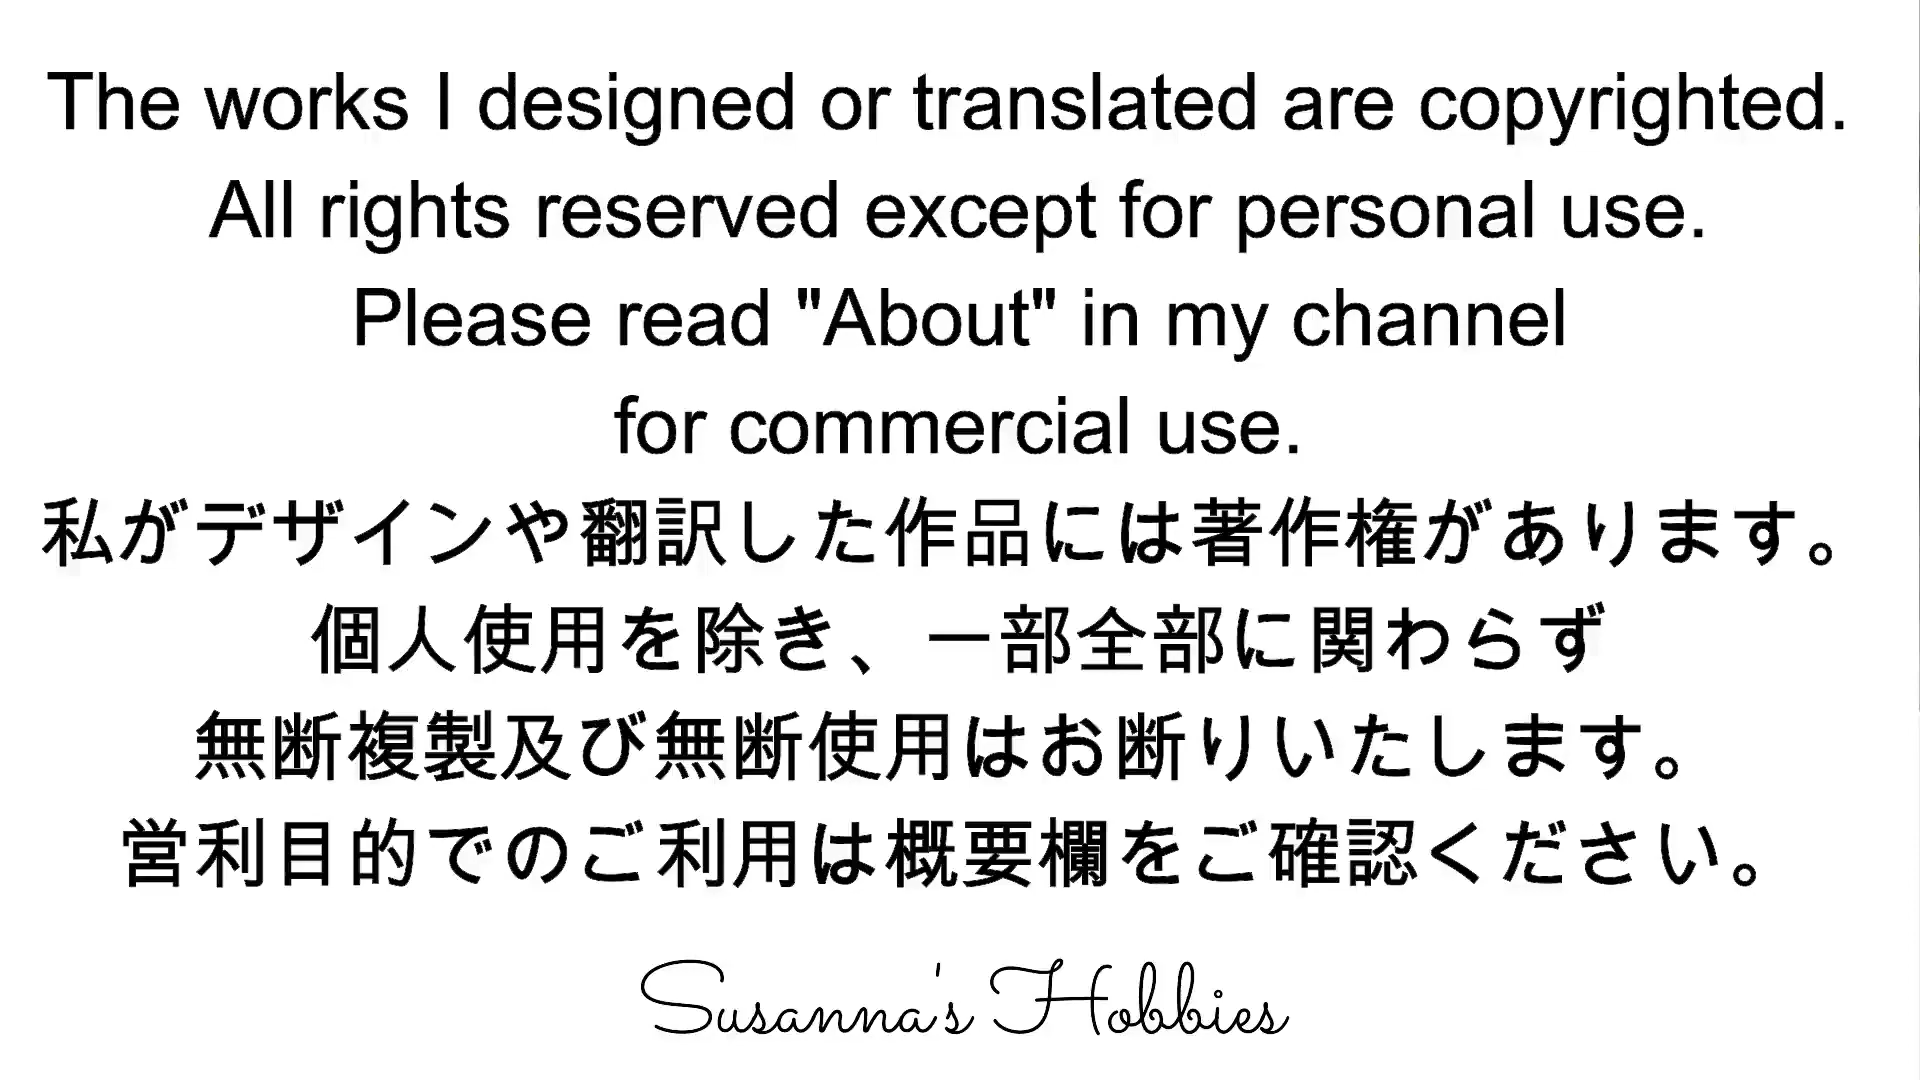 The works I designed or translated are copyrighted.
All rights reserved except for personal use.
Please read "About" in my channel
for commercial use.
私がデザインや翻訳した作品には著作権があります。
個人使用を除き、一部全部に関わらず
無断複製及び無断使用はお断りいたします。
営利目的でのご利用は概要欄をご確認ください。
Susanna's Hobbies